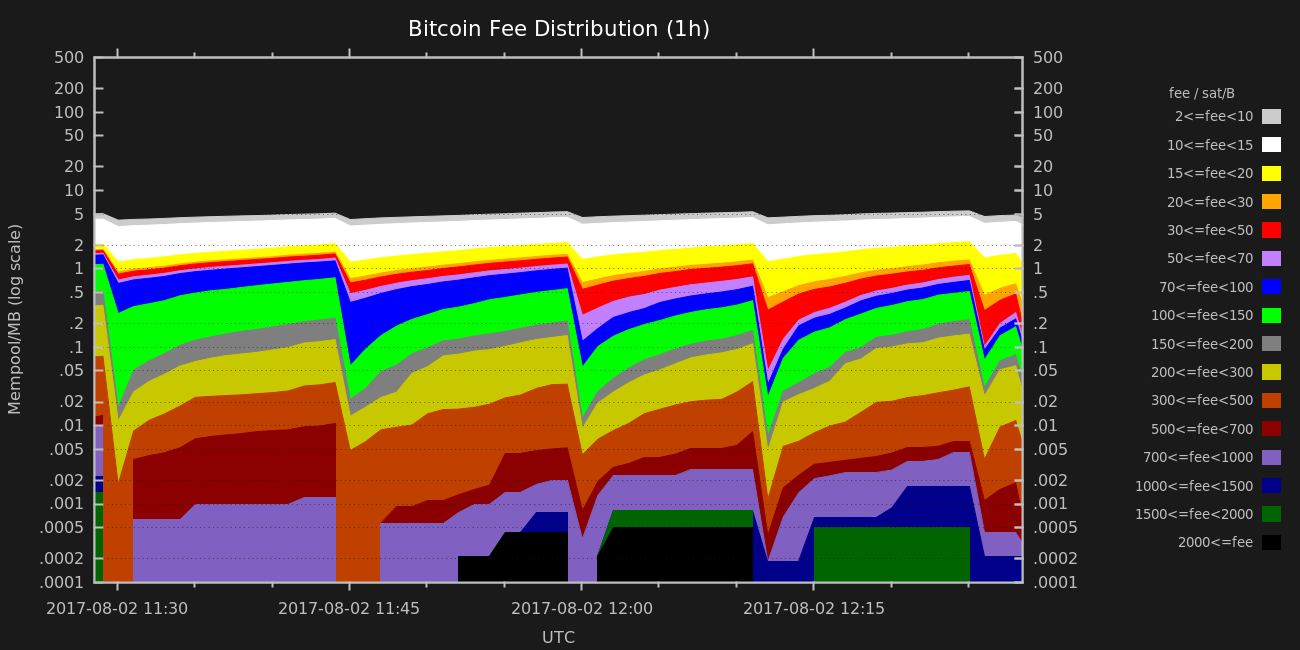 Bitcoin Fee Distribution (1h)
Mempool/MB (log scale)
500
200
100
50
20
10
5
2
1
.5
.2
.1
.05
.02
.01
.005
.002
.001
.0005
.0002
.0001
500
200
100
50
20
10
5
2
1
.5
.2
.1
.05
.02
.01
.005
.002
.001
.0005
.0002
.0001
2017-08-02 11:30
2017-08-02 11:45
2017-08-02 12:00
2017-08-02 12:15
UTC
fee / sat/B
2<=fee<10
10<=fee<15
15<=fee<20
20<=fee<30
30<=fee<50
50<=fee<70
70<=fee<100
100<=fee<150
150<=fee<200
200<=fee<300
300<=fee<500
500<=fee<700
700<=fee<1000
1000<=fee<1500
1500<=fee<2000
2000<=fee